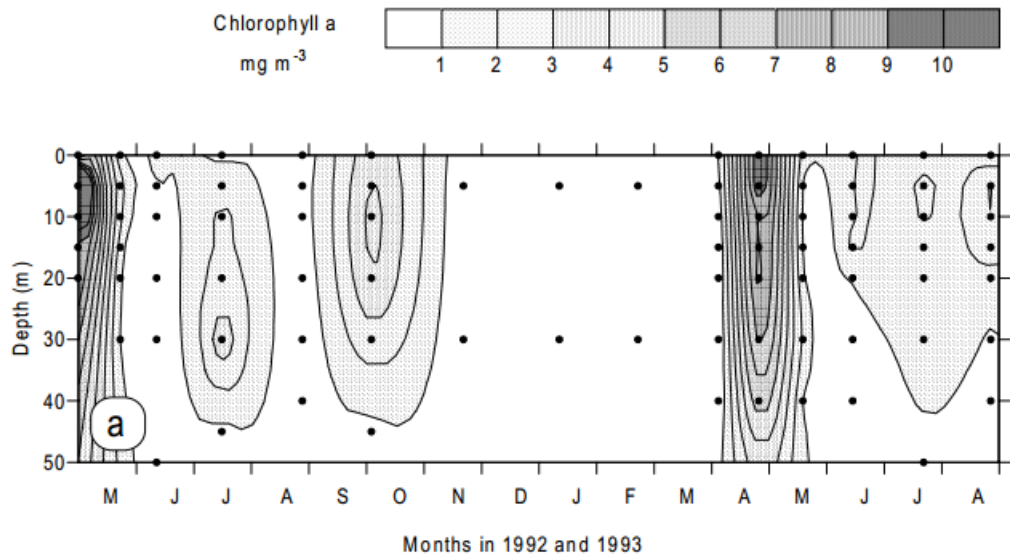 Chlorophyll a
mg m-3
1 2 3 4 5 6 7 8 9 10
0
10
20
30
40
50
Depth (m)
a
M J J A S O N D J F M A M J J A
Months in 1992 and 1993